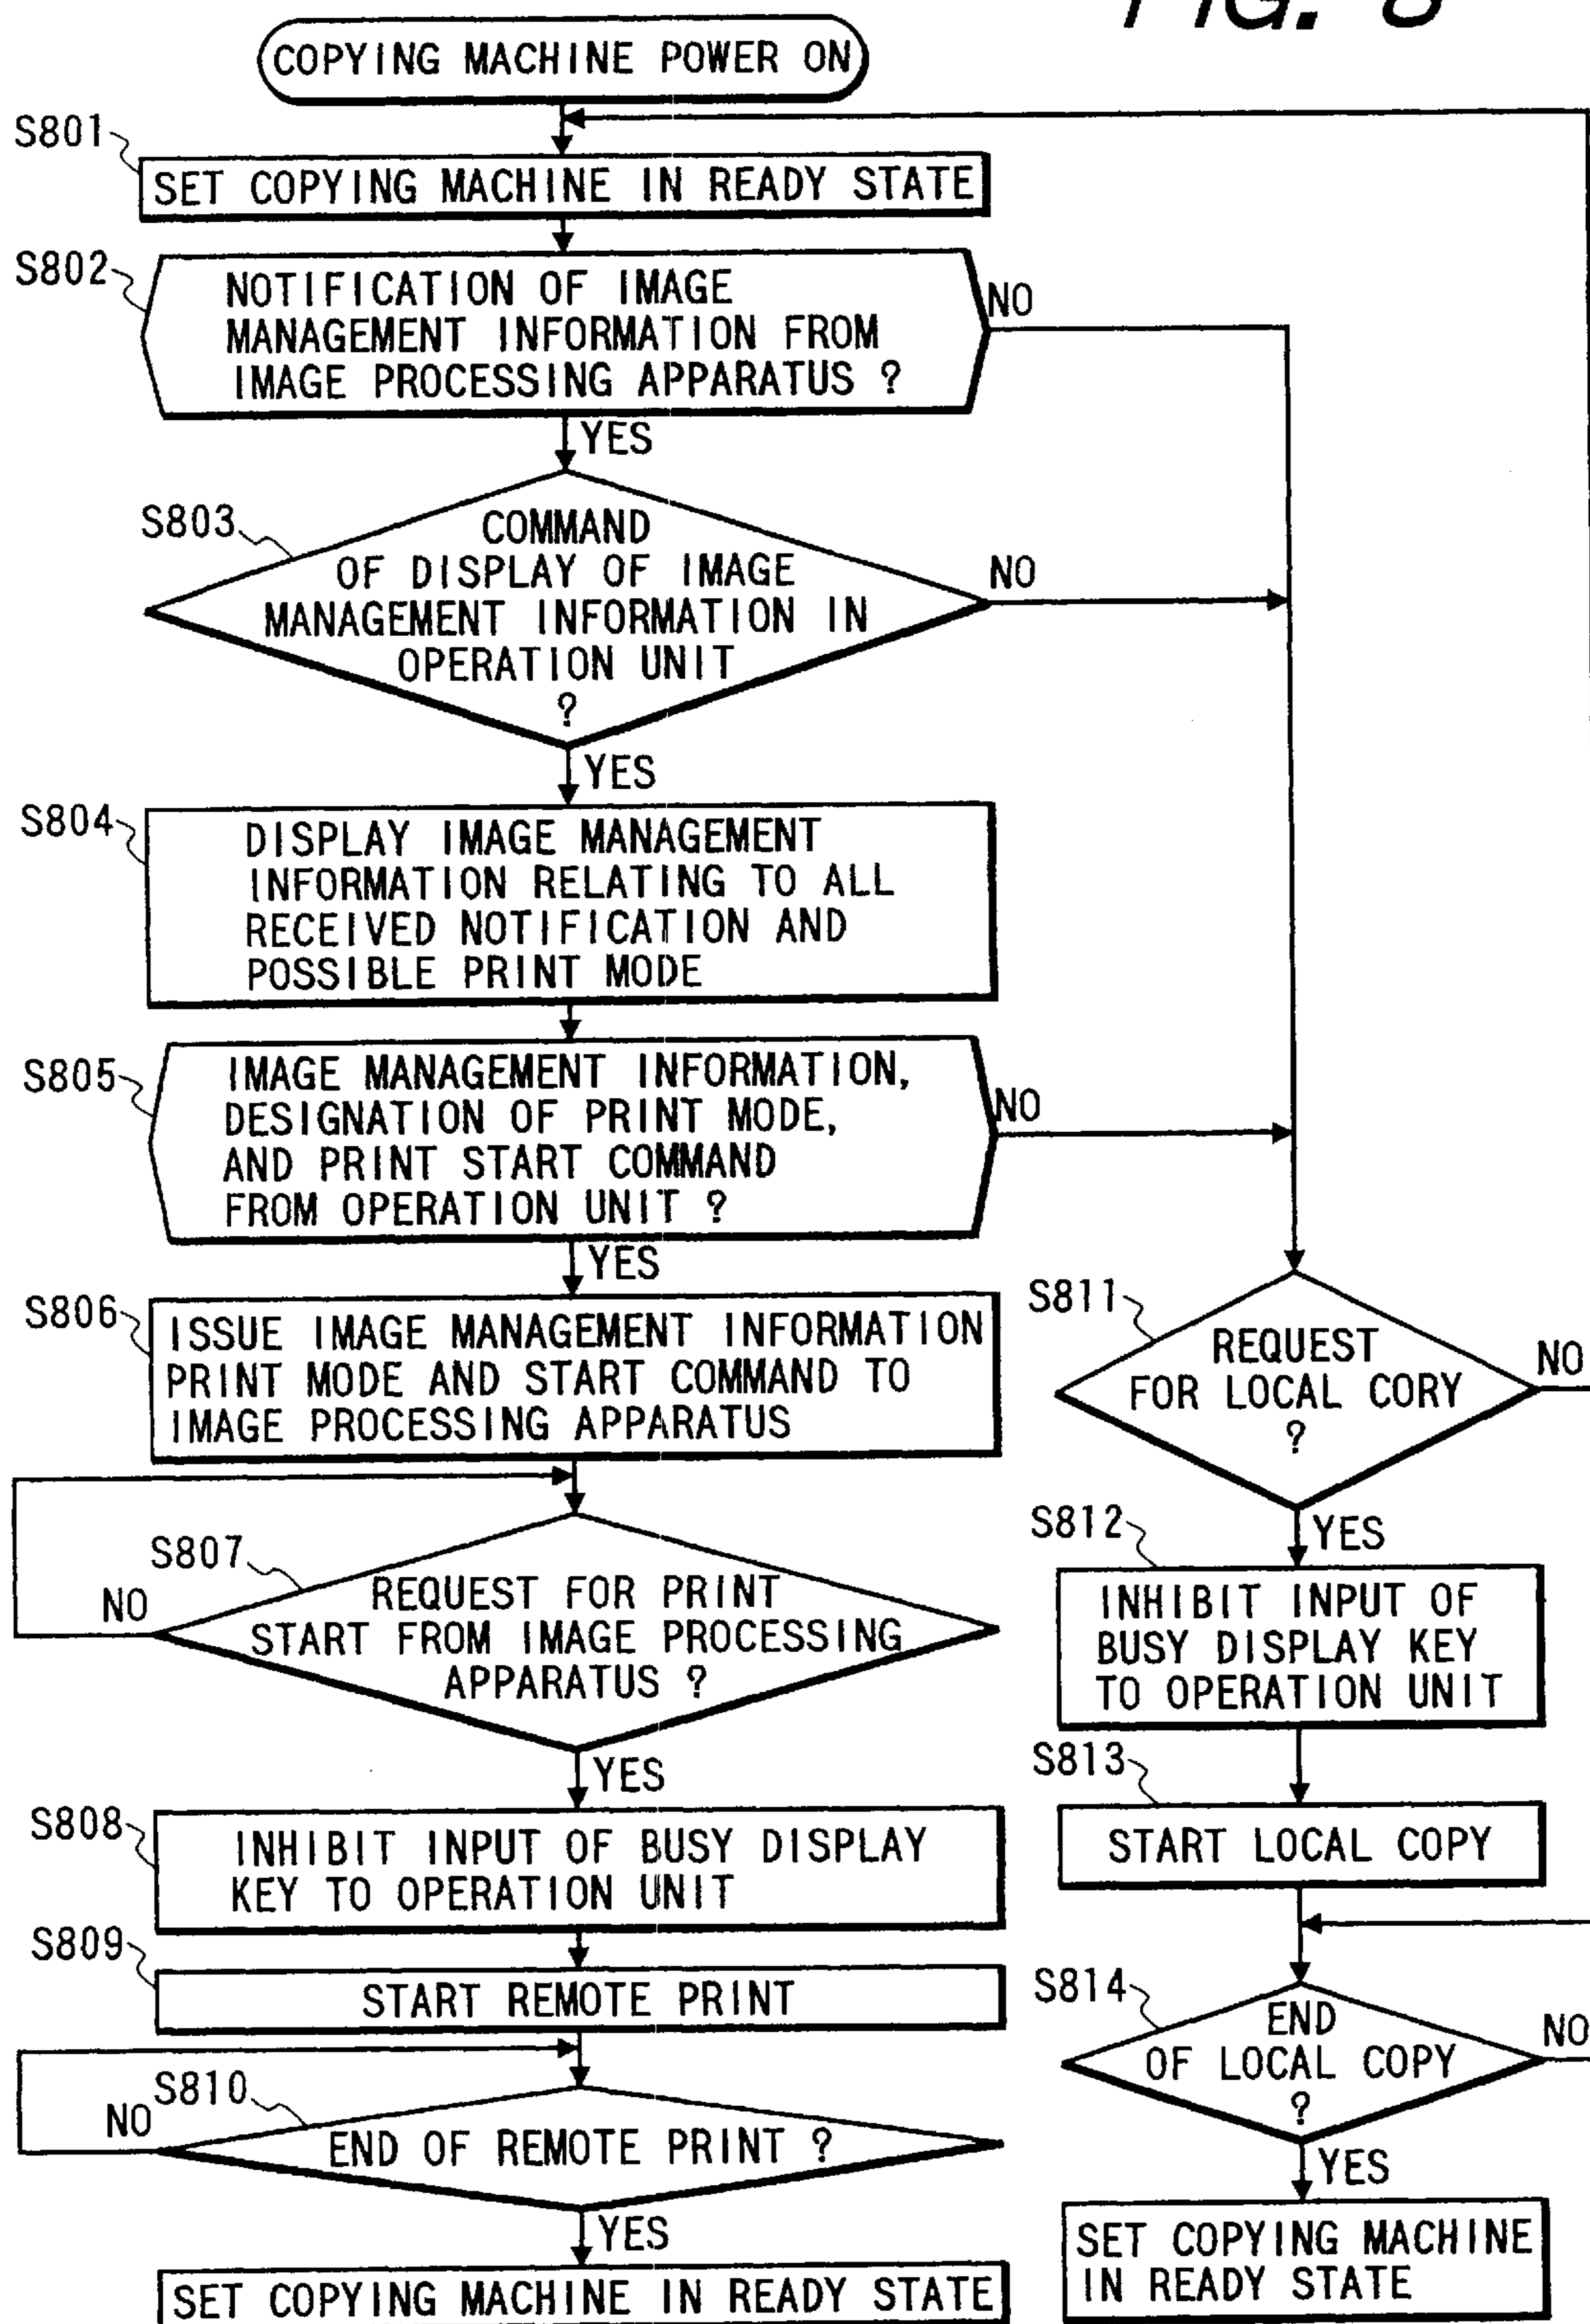 FIG. 8
COPYING MACHINE POWER ON
S801
SET COPYING MACHINE IN READY STATE
S802
NOTIFICATION OF IMAGE
MANAGEMENT INFORMATION FROM
IMAGE PROCESSING APPARATUS ?
NO
YES
S803
COMMAND
OF DISPLAY OF IMAGE
MANAGEMENT INFORMATION IN
OPERATION UNIT
?
NO
YES
S804
DISPLAY IMAGE MANAGEMENT
INFORMATION RELATING TO ALL
RECEIVED NOTIFICATION AND
POSSIBLE PRINT MODE
S805
IMAGE MANAGEMENT INFORMATION,
DESIGNATION OF PRINT MODE,
AND PRINT START COMMAND
FROM OPERATION UNIT ?
NO
YES
S806
ISSUE IMAGE MANAGEMENT INFORMATION
PRINT MODE AND START COMMAND TO
IMAGE PROCESSING APPARATUS
S807
REQUEST FOR PRINT
START FROM IMAGE PROCESSING
APPARATUS ?
NO
YES
S808
INHIBIT INPUT OF BUSY DISPLAY
KEY TO OPERATION UNIT
S809
START REMOTE PRINT
S810
END OF REMOTE PRINT ?
NO
YES
SET COPYING MACHINE IN READY STATE
S811
REQUEST
FOR LOCAL CORY
?
NO
YES
S812
INHIBIT INPUT OF
BUSY DISPLAY KEY
TO OPERATION UNIT
S813
START LOCAL COPY
S814
END
OF LOCAL COPY
?
NO
YES
SET COPYING MACHINE
IN READY STATE